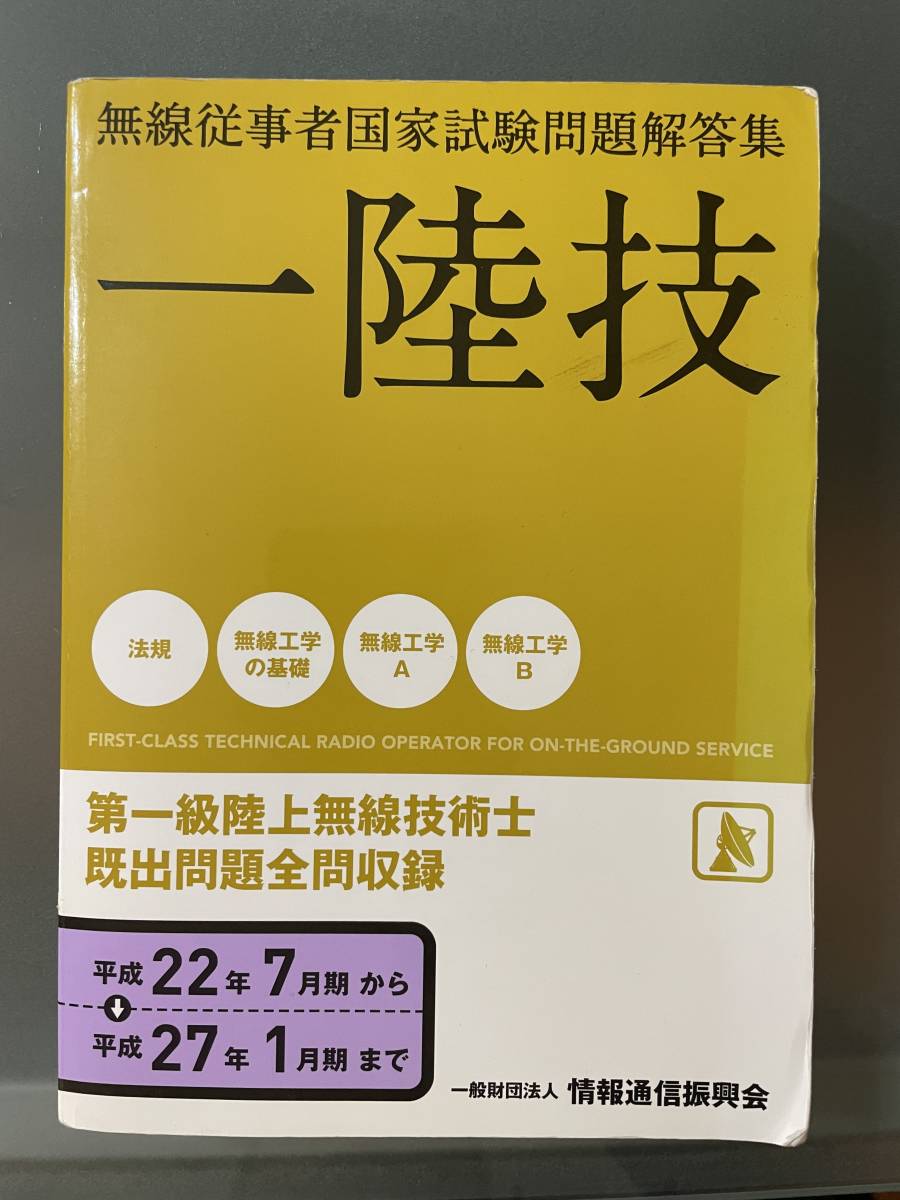 無線従事者国家試験問題解答集
一陸技
法規
無線工学
の基礎
無線工学
A
無線工学
B
FIRST-CLASS TECHNICAL RADIO OPERATOR FOR ON-THE-GROUND SERVICE
第一級陸上無線技術士
既出問題全問収録
平成22年7月期から
平成27年1月期まで
一般財団法人 情報通信振興会